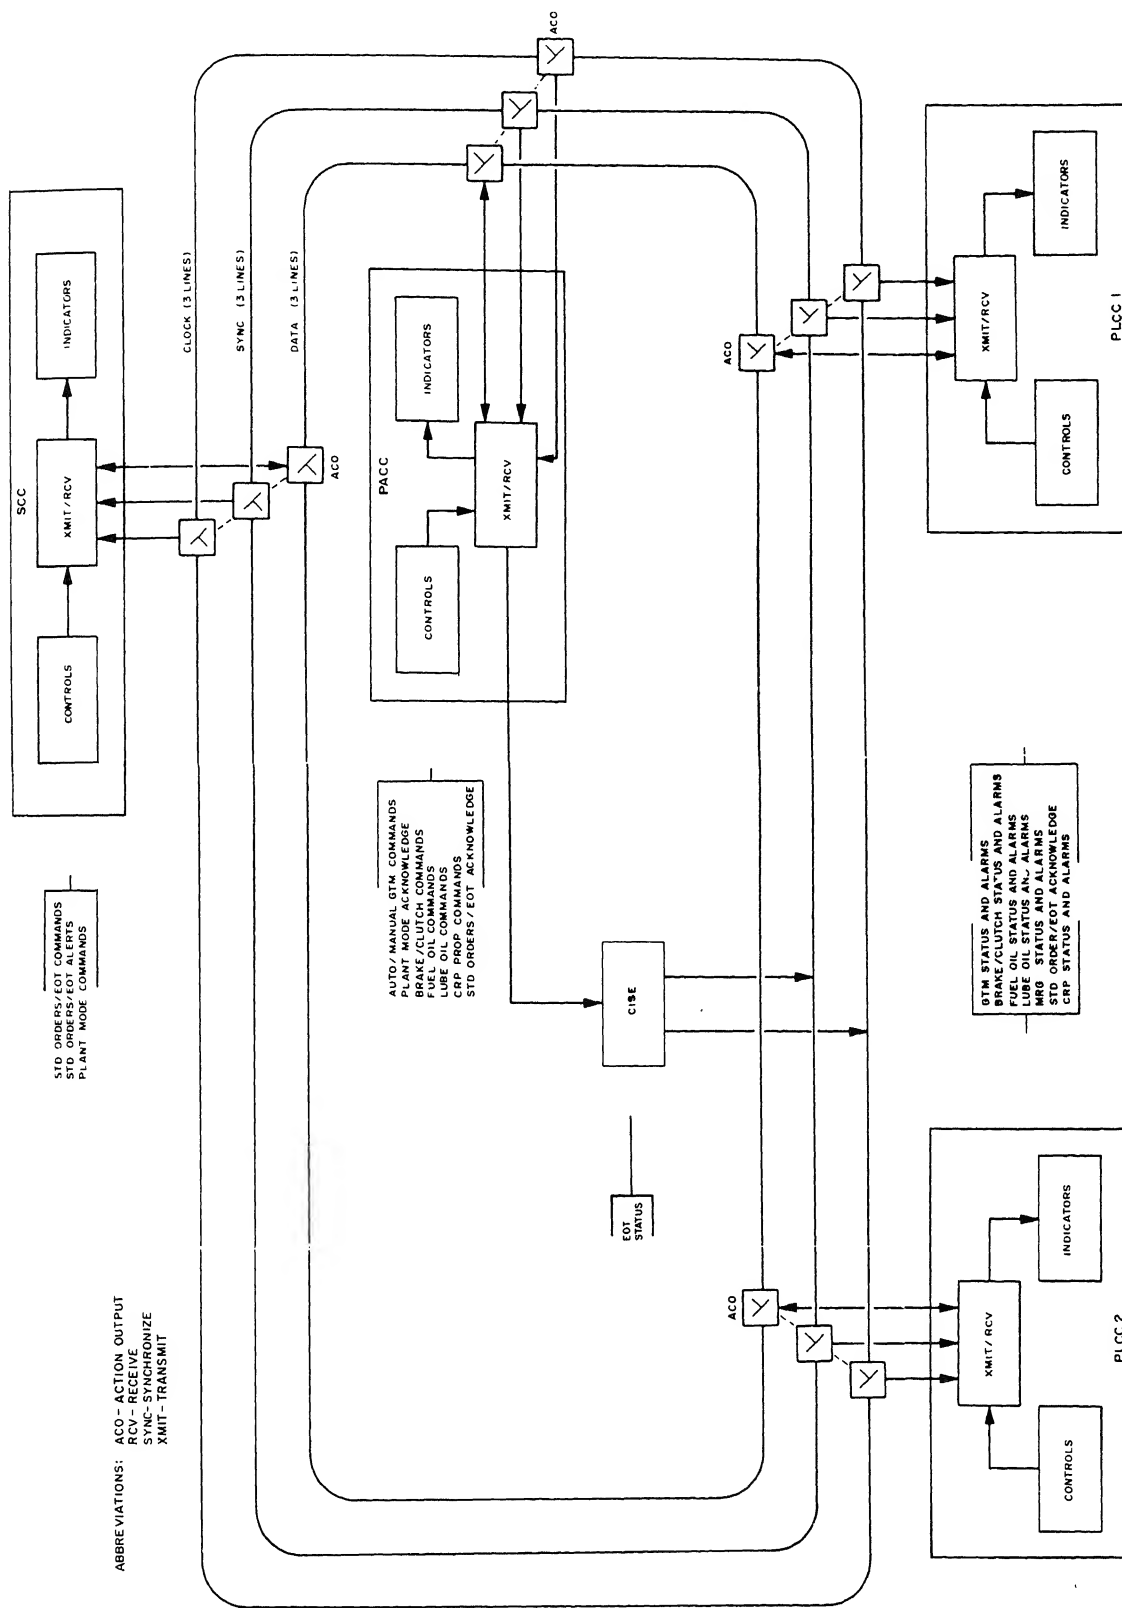 ABBREVIATIONS: ACO- ACTION OUTPUT
RCV- RECEIVE
SYNC-SYNCHRONIZE
XMIT- TRANSMIT
STD ORDERS/EOT COMMANDS
STD ORDERS/EOT ALERTS
PLANT MODE COMMANDS
SCC
CONTROLS
XMIT/RCV
INDICATORS
CLOCK (3 LINES)
SYNC (3 LINES)
DATA (3 LINES)
ACO
ACO
PACC
CONTROLS
XMIT/RCV
INDICATORS
AUTO/MANUAL GTM COMMANDS
PLANT MODE ACKNOWLEDGE
BRAKE/CLUTCH COMMANDS
FUEL OIL COMMANDS
LUBE OIL COMMANDS
CRP PROP COMMANDS
STD ORDERS/EOT ACKNOWLEDGE
EOT
STATUS
CISE
ACO
ACO
GTM STATUS AND ALARMS
BRAKE/CLUTCH STATUS AND ALARMS
FUEL OIL STATUS AND ALARMS
LUBE OIL STATUS AND ALARMS
MRG STATUS AND ALARMS
STD ORDER/EOT ACKNOWLEDGE
CRP STATUS AND ALARMS
CONTROLS
XMIT/RCV
INDICATORS
PLCC 2
CONTROLS
XMIT/RCV
INDICATORS
PLCC 1